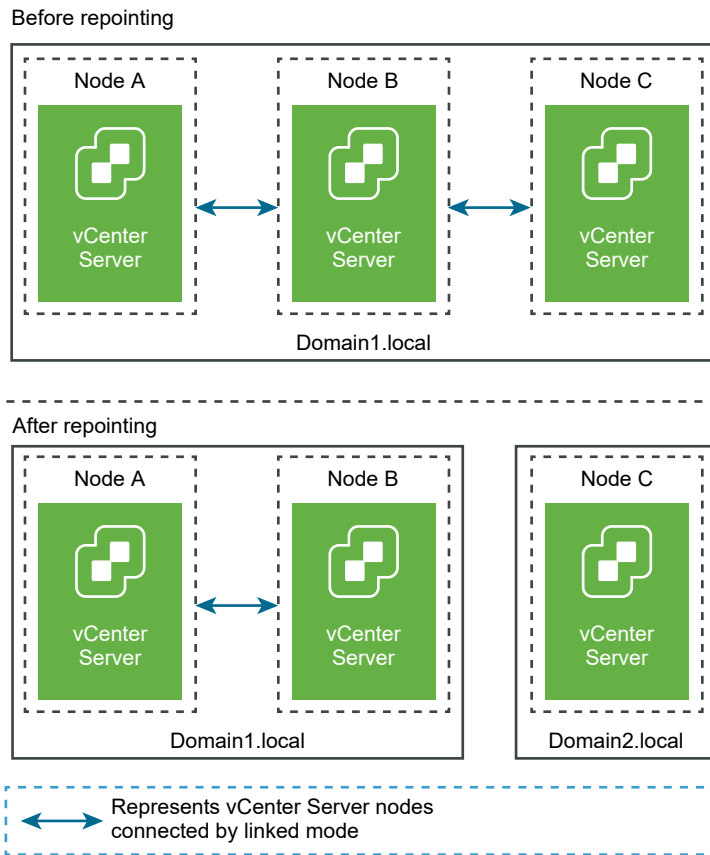 Before repointing
Node A
Node B
Node C
vCenter
Server
vCenter
Server
vCenter
Server
Domain1.local
After repointing
Node A
Node B
Node C
vCenter
Server
vCenter
Server
vCenter
Server
Domain1.local
Domain2.local
Represents vCenter Server nodes
connected by linked mode